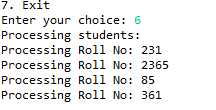 7. Exit
Enter your choice: 6
Processing students:
Processing Roll No: 231
Processing Roll No: 2365
Processing Roll No: 85
Processing Roll No: 361